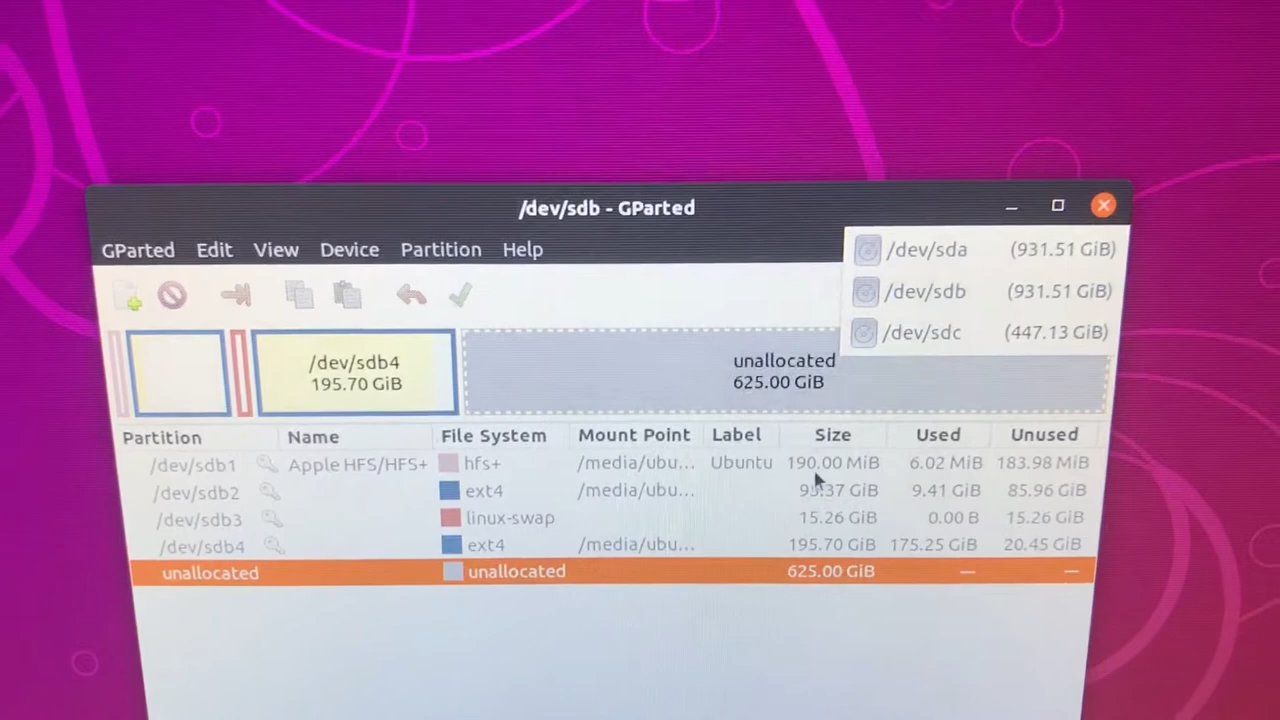 /dev/sdb - GParted
GParted Edit View Device Partition Help
/dev/sda (931.51 GiB)
/dev/sdb (931.51 GiB)
/dev/sdc (447.13 GiB)
/dev/sdb4
195.70 GiB
unallocated
625.00 GiB
Partition Name File System Mount Point Label Size Used Unused
/dev/sdb1 Apple HFS/HFS+ hfs+ /media/ubu... Ubuntu 190.00 MiB 6.02 MiB 183.98 MiB
/dev/sdb2 ext4 /media/ubu... 95.37 GiB 9.41 GiB 85.96 GiB
/dev/sdb3 linux-swap 15.26 GiB 0.00 B 15.26 GiB
/dev/sdb4 ext4 /media/ubu... 195.70 GiB 175.25 GiB 20.45 GiB
unallocated unallocated 625.00 GiB — —